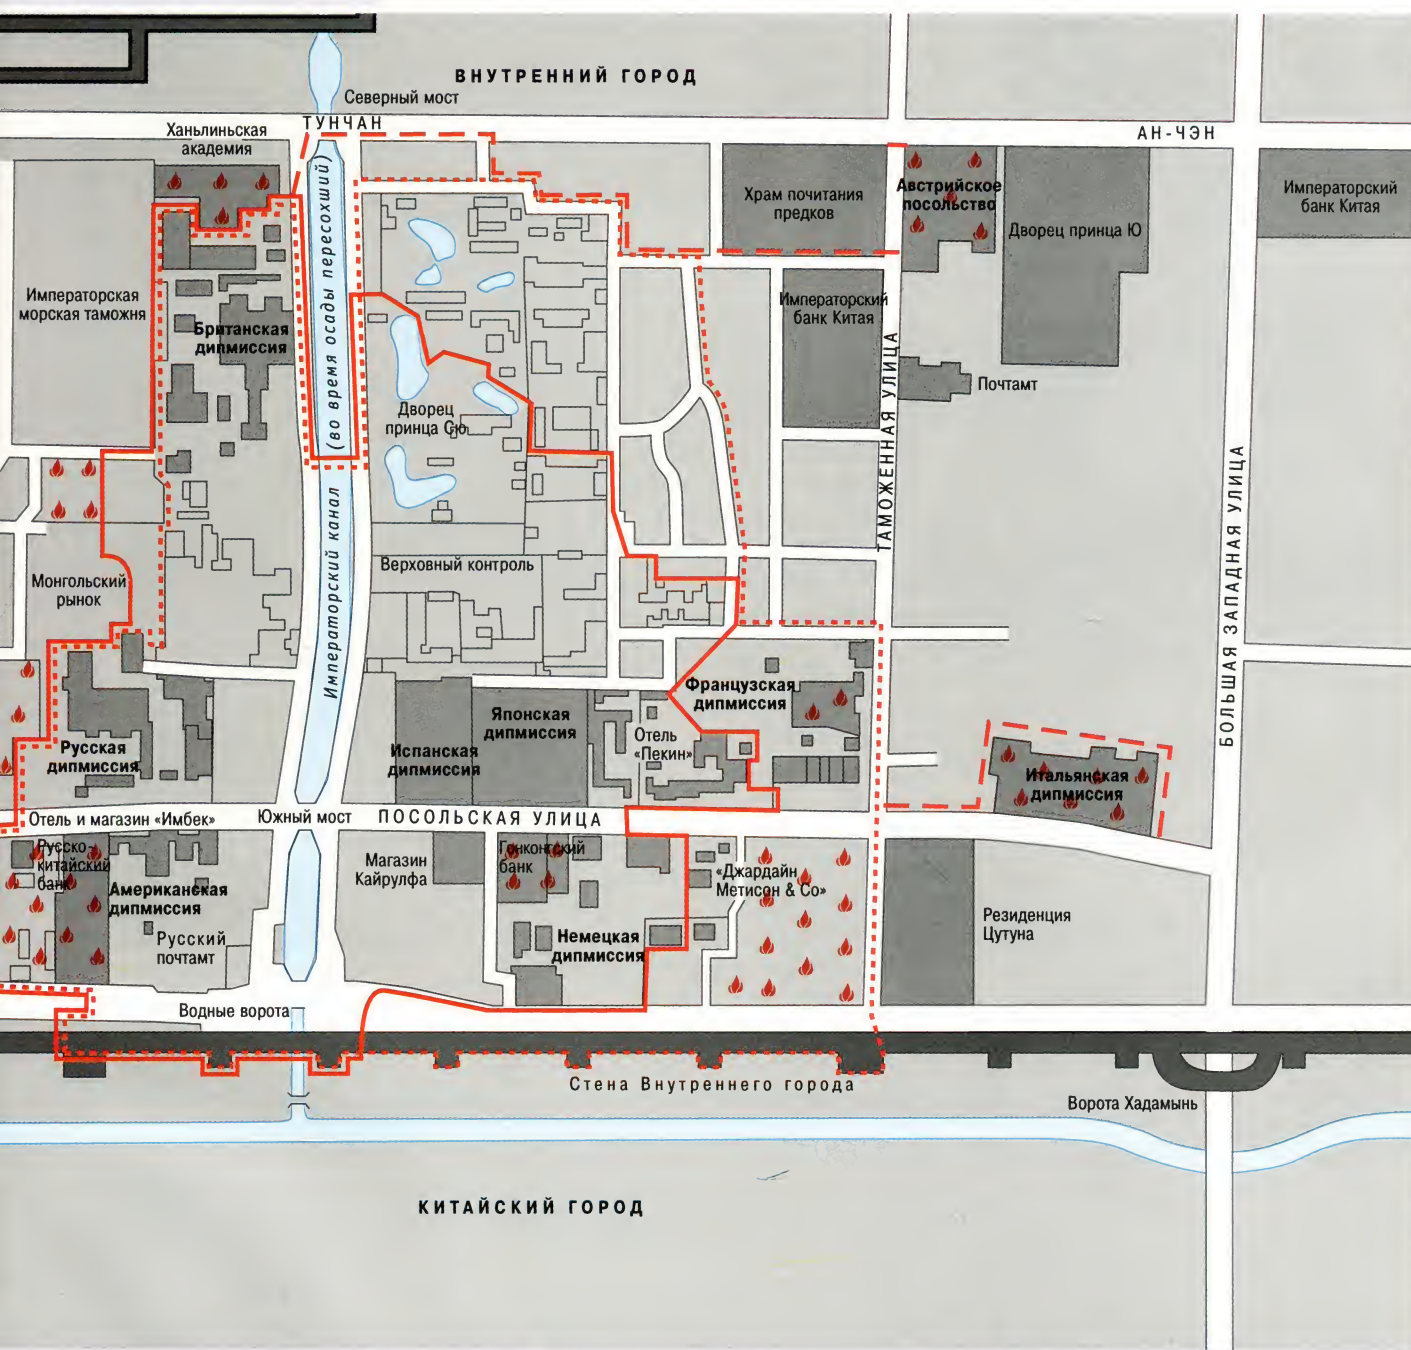 ВНУТРЕННИЙ ГОРОД
Северный мост
ТУНЧАН
АН-ЧЭН
Ханьлиньская
академия
Храм почитания
предков
Австрийское
посольство
Дворец принца Ю
Императорский
банк Китая
Императорская
морская таможня
Британская
дипмиссия
(во время осады пересохший)
Императорский канал
Императорский
банк Китая
ТАМОЖЕННАЯ УЛИЦА
Почтамт
Дворец
принца Сю
БОЛЬШАЯ ЗАПАДНАЯ УЛИЦА
Монгольский
рынок
Верховный контроль
Французская
дипмиссия
Японская
дипмиссия
Испанская
дипмиссия
Отель
«Пекин»
Русская
дипмиссия
Итальянская
дипмиссия
Отель и магазин «Имбек»
Южный мост
ПОСОЛЬСКАЯ УЛИЦА
Русско-
китайский
банк
Американская
дипмиссия
Магазин
Кайрулфа
Гонконгский
банк
«Джардайн
Метисон & Со»
Русский
почтамт
Немецкая
дипмиссия
Резиденция
Цутуна
Водные ворота
Стена Внутреннего города
Ворота Хадамынь
КИТАЙСКИЙ ГОРОД